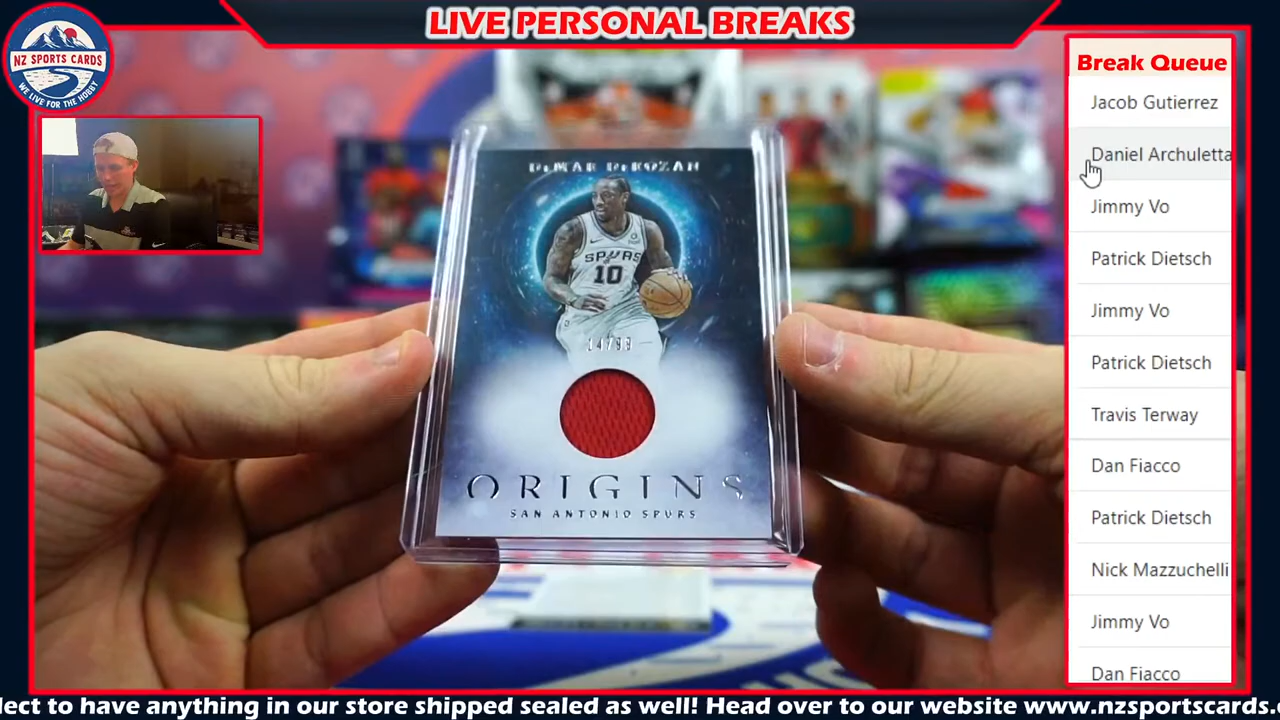 LIVE PERSONAL BREAKS
NZ SPORTS CARDS
WE LIVE FOR THE HOBBY
Break Queue
Jacob Gutierrez
Daniel Archuletta
Jimmy Vo
Patrick Dietsch
Jimmy Vo
Patrick Dietsch
Travis Terway
Dan Fiacco
Patrick Dietsch
Nick Mazzuchelli
Jimmy Vo
Dan Fiacco
DeMAR DeROZAN
SPURS
10
14/99
ORIGINS
SAN ANTONIO SPURS
lect to have anything in our store shipped sealed as well! Head over to our website www.nzsportscards.